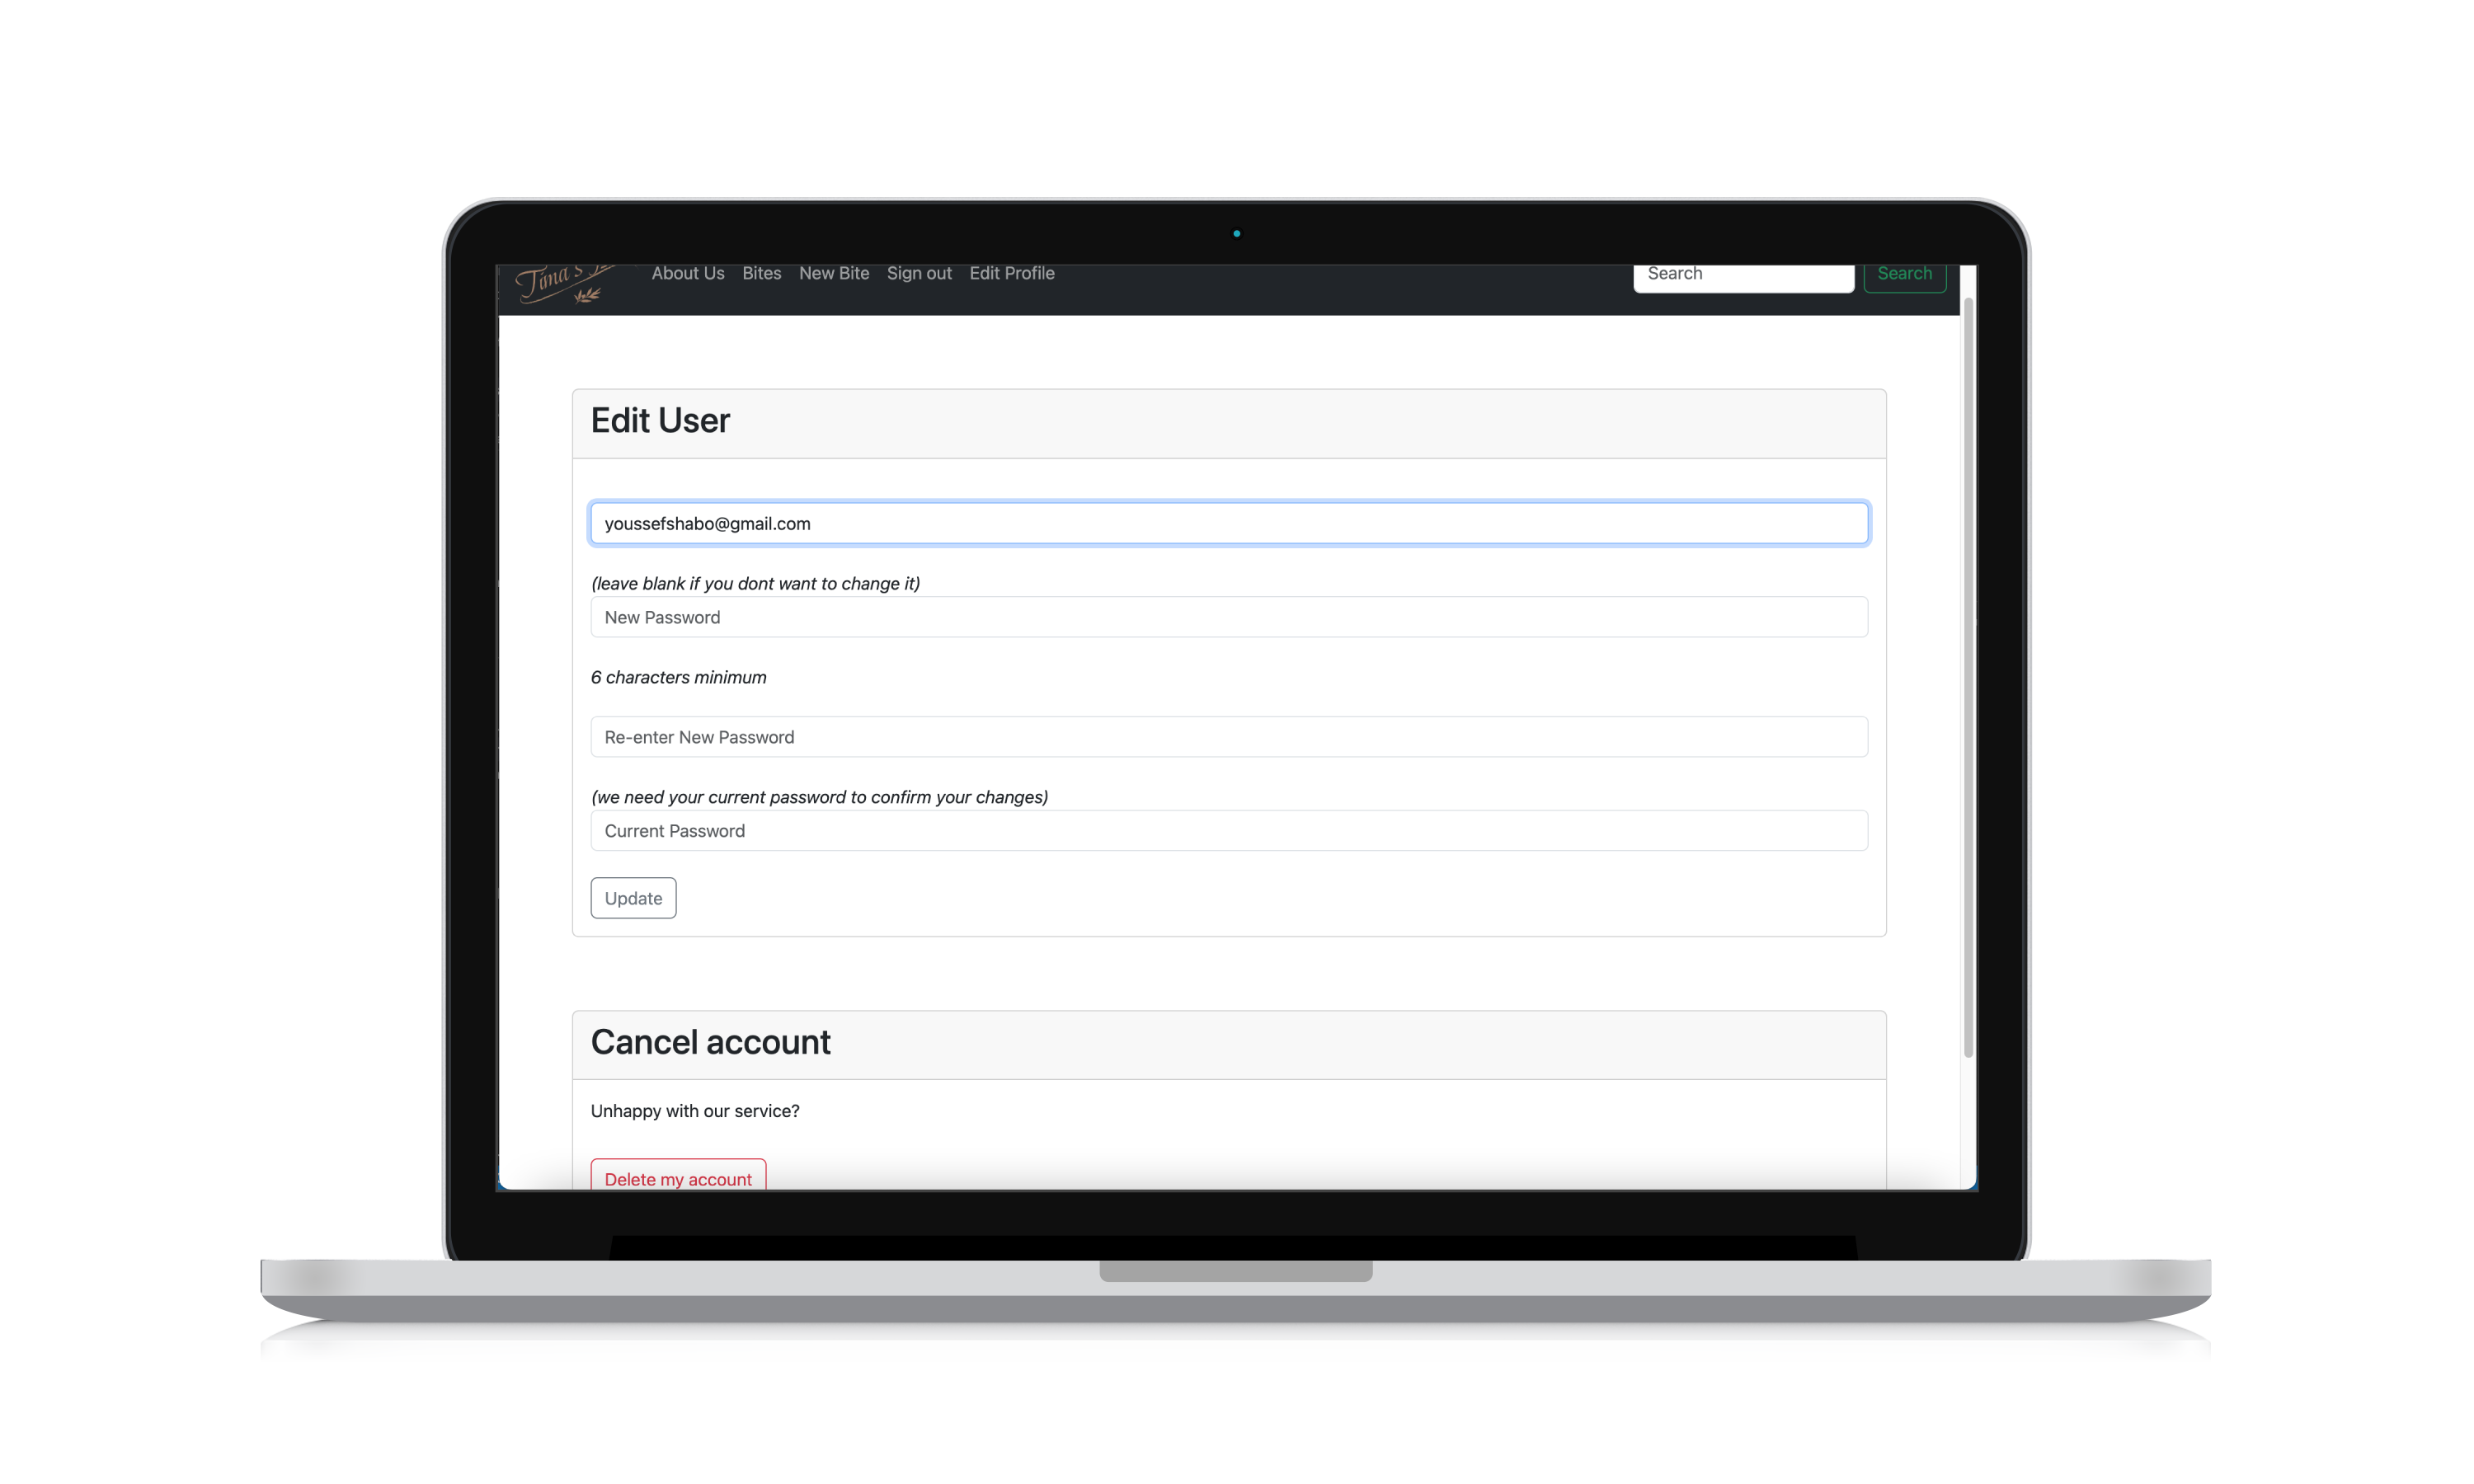 Tina's
About Us Bites New Bite Sign out Edit Profile Search Search
Edit User
youssefshabo@gmail.com
(leave blank if you dont want to change it)
New Password
6 characters minimum
Re-enter New Password
(we need your current password to confirm your changes)
Current Password
Update
Cancel account
Unhappy with our service?
Delete my account